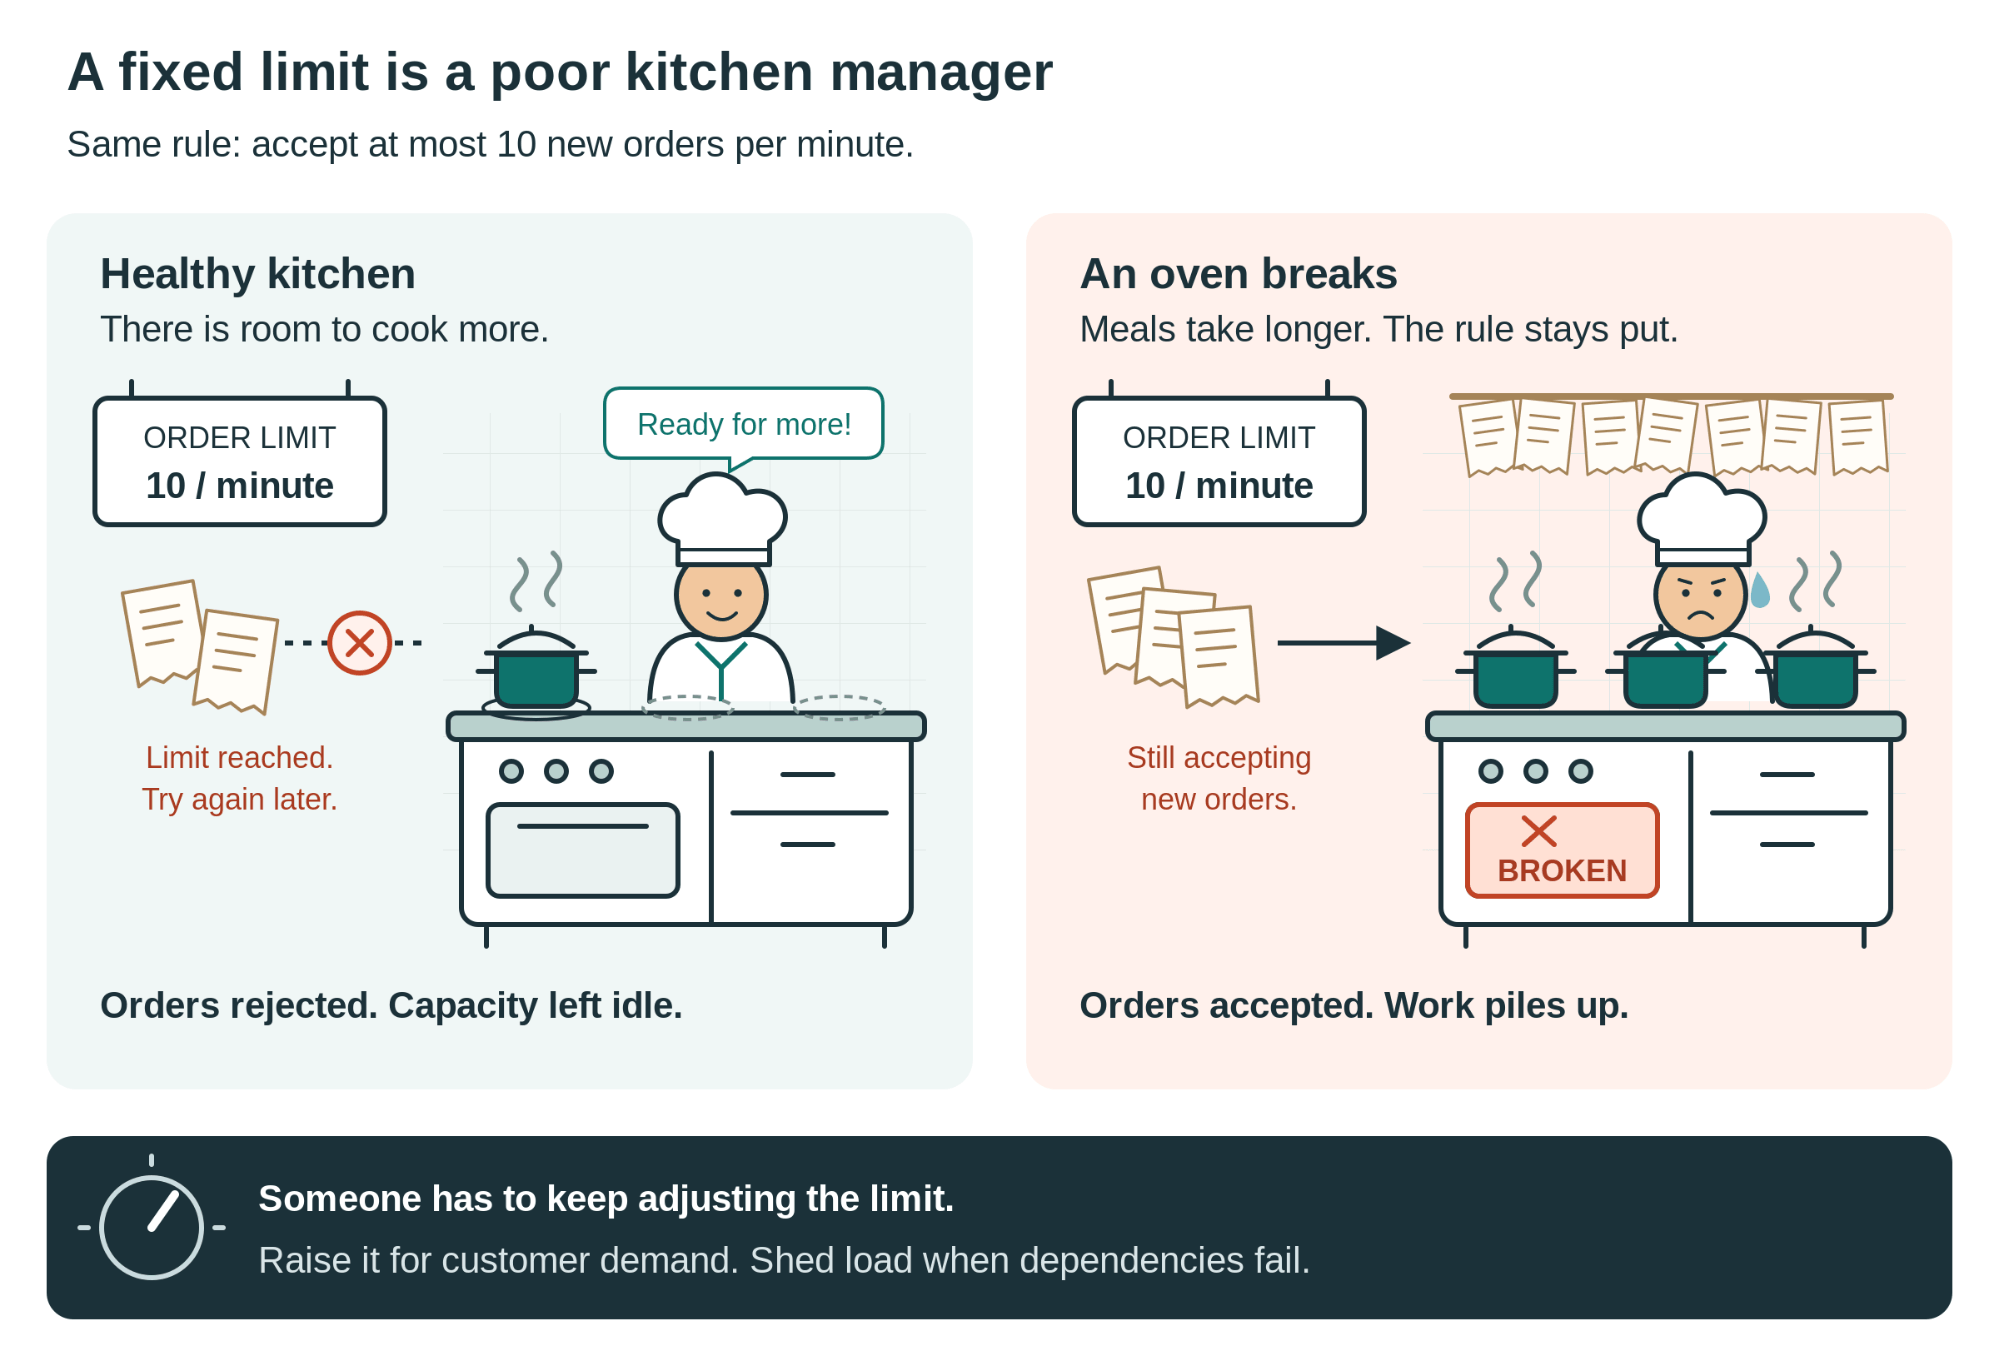 A fixed limit is a poor kitchen manager
Same rule: accept at most 10 new orders per minute.
Healthy kitchen
There is room to cook more.
ORDER LIMIT
10 / minute
Ready for more!
Limit reached.
Try again later.
Orders rejected. Capacity left idle.
An oven breaks
Meals take longer. The rule stays put.
ORDER LIMIT
10 / minute
Still accepting
new orders.
BROKEN
Orders accepted. Work piles up.
Someone has to keep adjusting the limit.
Raise it for customer demand. Shed load when dependencies fail.